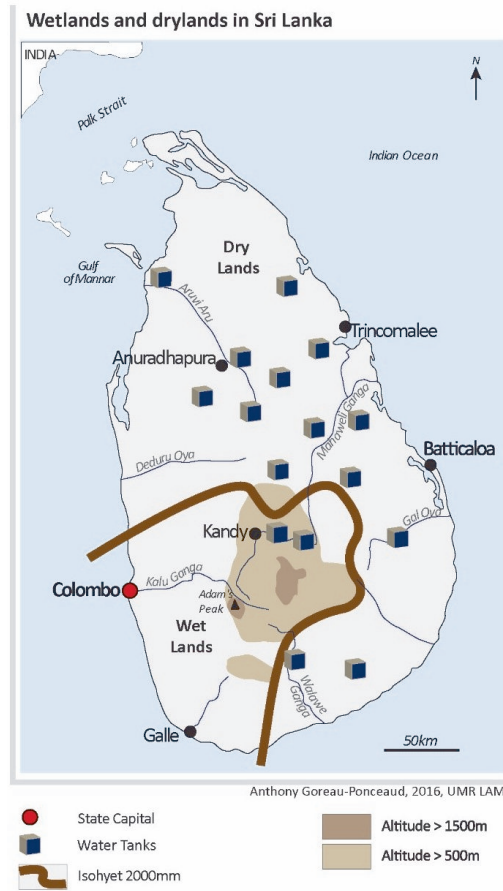 Wetlands and drylands in Sri Lanka
INDIA
N
Palk Strait
Indian Ocean
Gulf
of Mannar
Dry
Lands
Aruvi Aru
Trincomalee
Anuradhapura
Manaweli Ganga
Batticaloa
Deduru Oya
Gal Oya
Kandy
Colombo
Kalu Ganga
Adam's
Peak
Wet
Lands
Walawe
Ganga
Galle
50km
Anthony Goreau-Ponceaud, 2016, UMR LAM
State Capital
Water Tanks
Isohyet 2000mm
Altitude > 1500m
Altitude > 500m